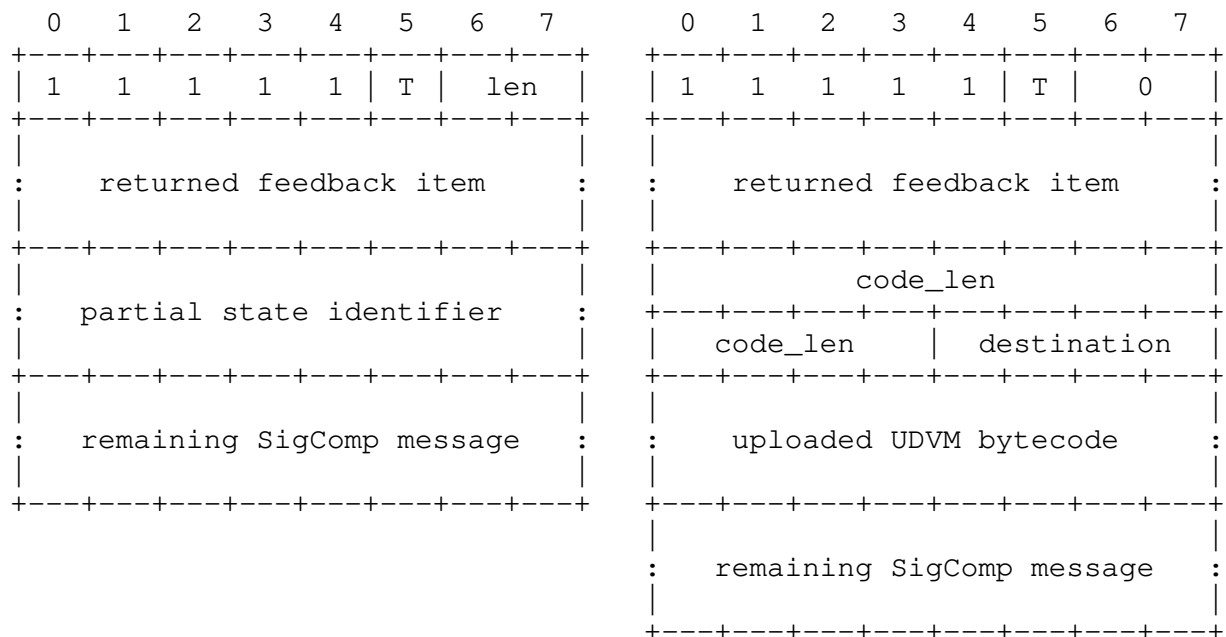 0   1   2   3   4   5   6   7       0   1   2   3   4   5   6   7
+---+---+---+---+---+---+---+---+   +---+---+---+---+---+---+---+---+
| 1   1   1   1   1 | T |  len  |   | 1   1   1   1   1 | T |   0   |
+---+---+---+---+---+---+---+---+   +---+---+---+---+---+---+---+---+
|                               |   |                               |
:    returned feedback item     :   :    returned feedback item     :
|                               |   |                               |
+---+---+---+---+---+---+---+---+   +---+---+---+---+---+---+---+---+
|                               |   |           code_len            |
:   partial state identifier    :   +---+---+---+---+---+---+---+---+
|                               |   |   code_len    |  destination  |
+---+---+---+---+---+---+---+---+   +---+---+---+---+---+---+---+---+
|                               |   |                               |
:   remaining SigComp message   :   :    uploaded UDVM bytecode     :
|                               |   |                               |
+---+---+---+---+---+---+---+---+   +---+---+---+---+---+---+---+---+
                                    |                               |
                                    :   remaining SigComp message   :
                                    |                               |
                                    +---+---+---+---+---+---+---+---+